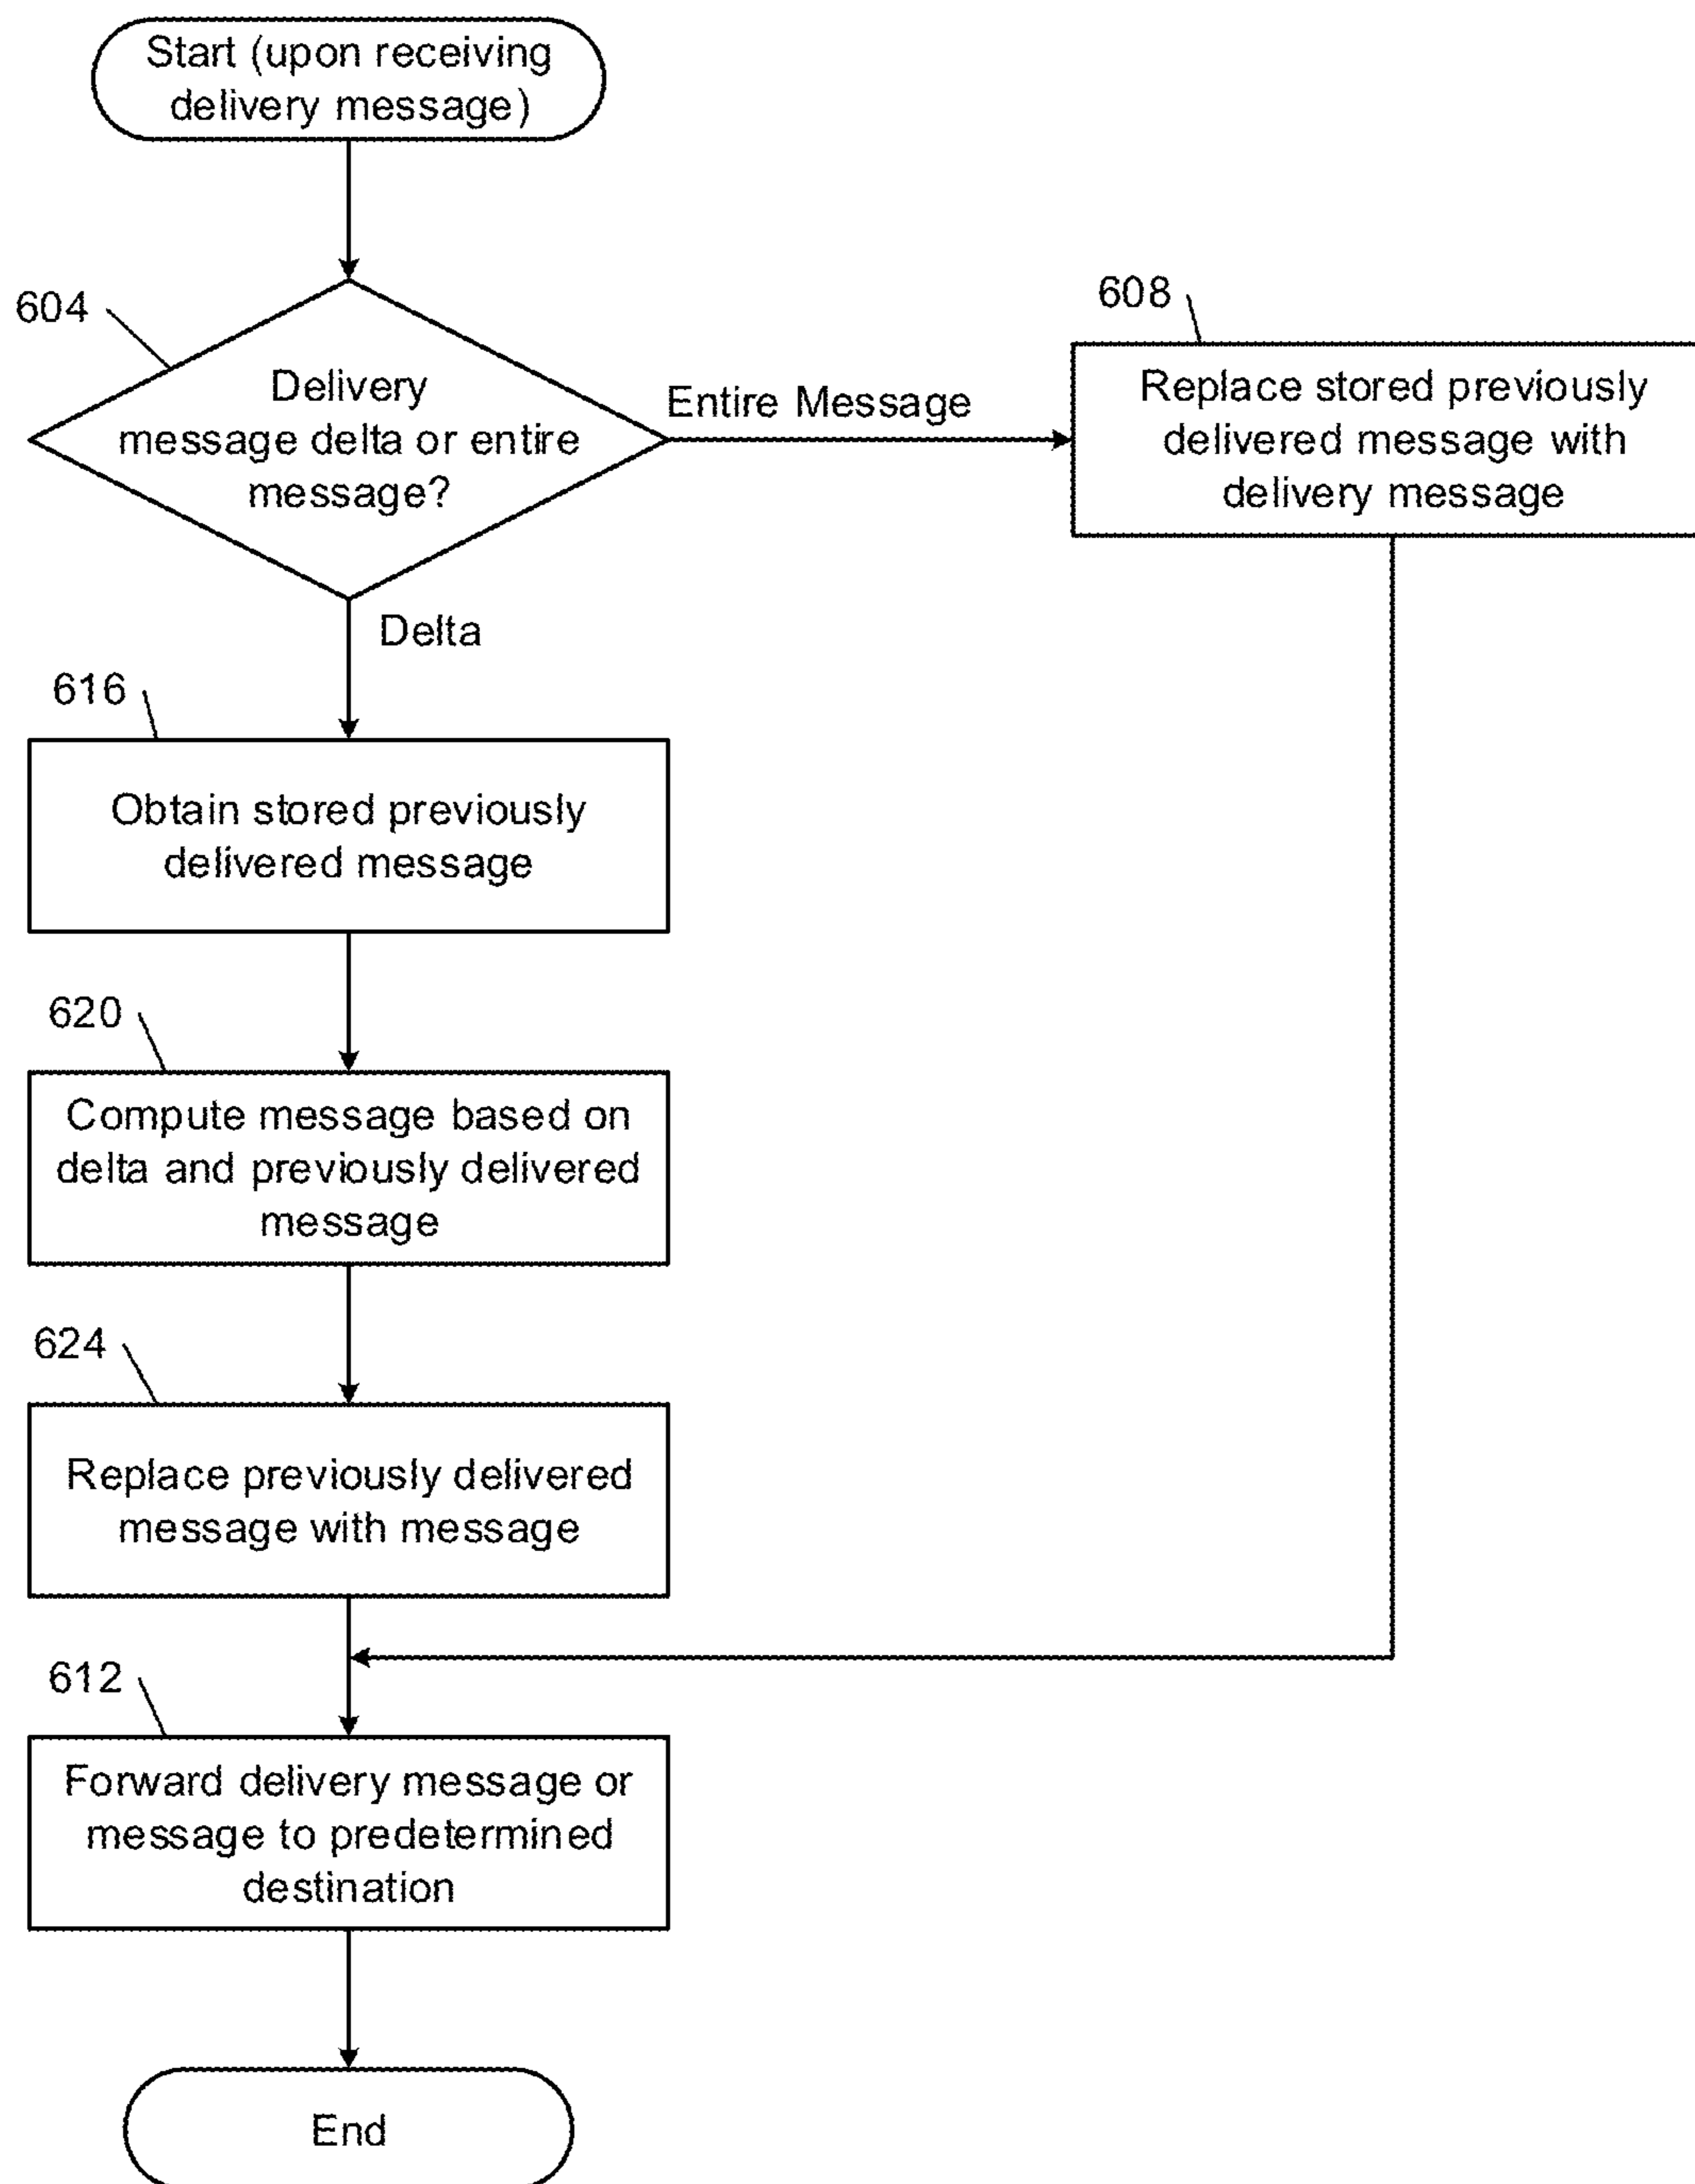 Start (upon receiving
delivery message)
604
Delivery
message delta or entire
message?
Entire Message
608
Replace stored previously
delivered message with
delivery message
Delta
616
Obtain stored previously
delivered message
620
Compute message based on
delta and previously delivered
message
624
Replace previously delivered
message with message
612
Forward delivery message or
message to predetermined
destination
End